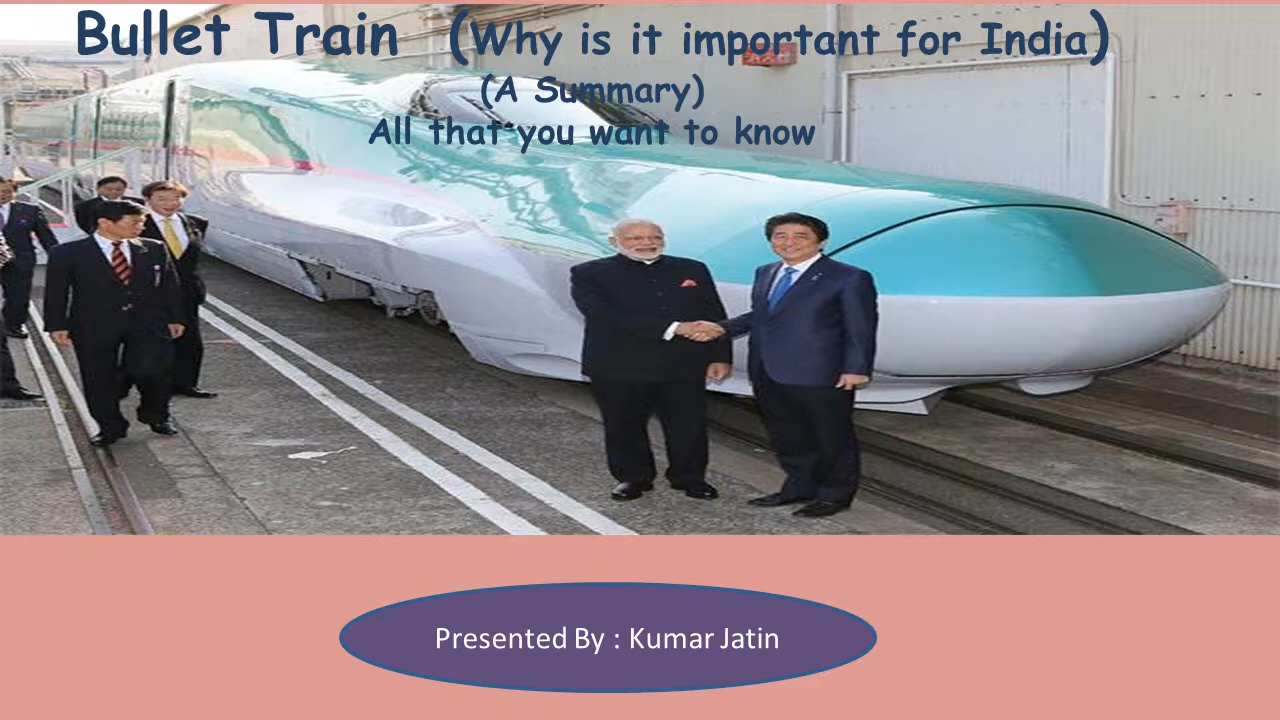 Bullet Train (Why is it important for India)
(A Summary)
All that you want to know
Presented By : Kumar Jatin